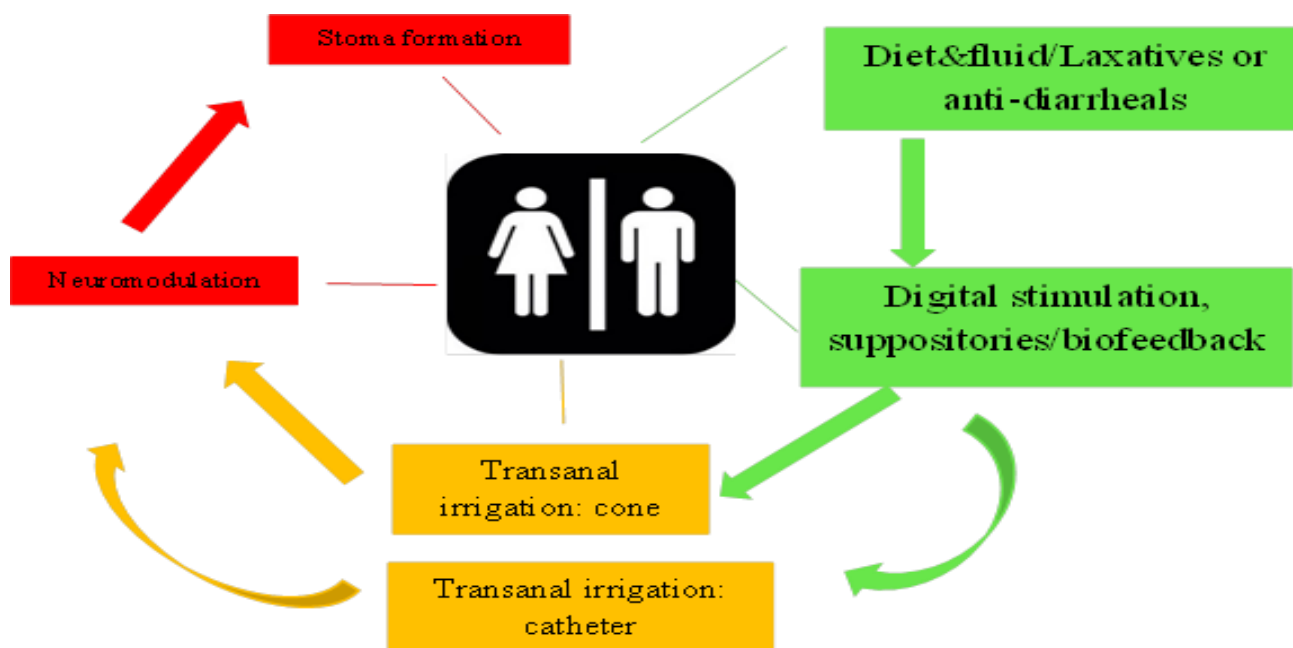 Stoma formation
Diet&fluid/Laxatives or
anti-diarrheals
Neuromodulation
Digital stimulation,
suppositories/biofeedback
Transanal
irrigation: cone
Transanal irrigation:
catheter